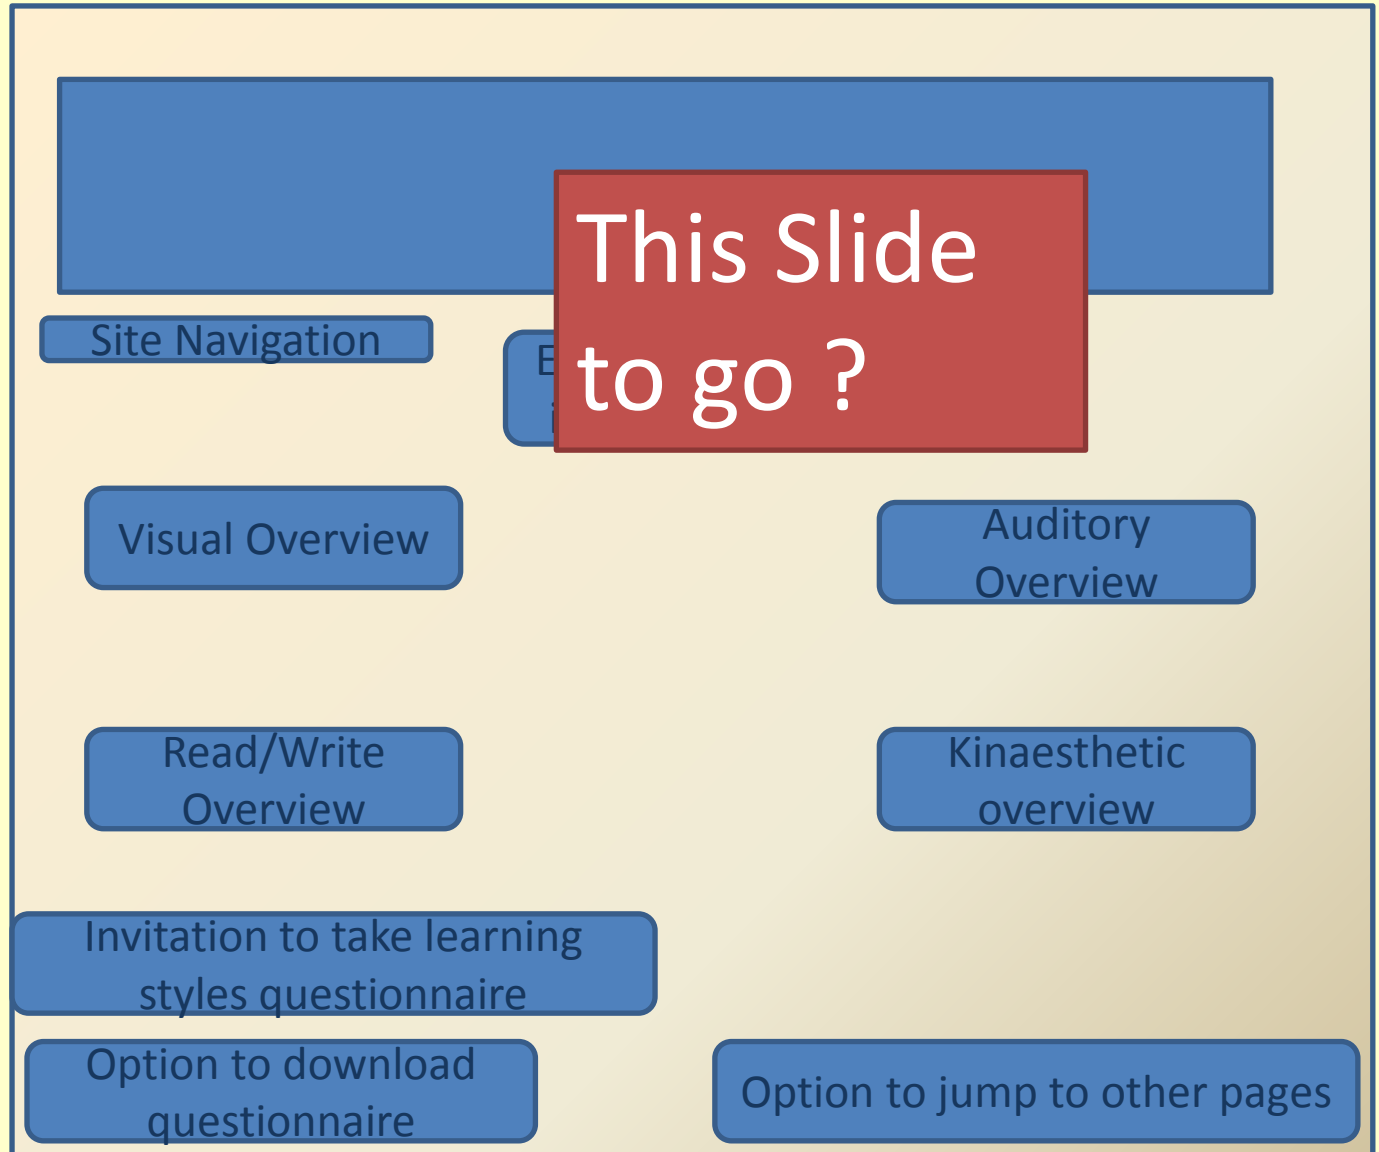 This Slide
to go ?
Site Navigation
Visual Overview
Auditory
Overview
Read/Write
Overview
Kinaesthetic
overview
Invitation to take learning
styles questionnaire
Option to download
questionnaire
Option to jump to other pages